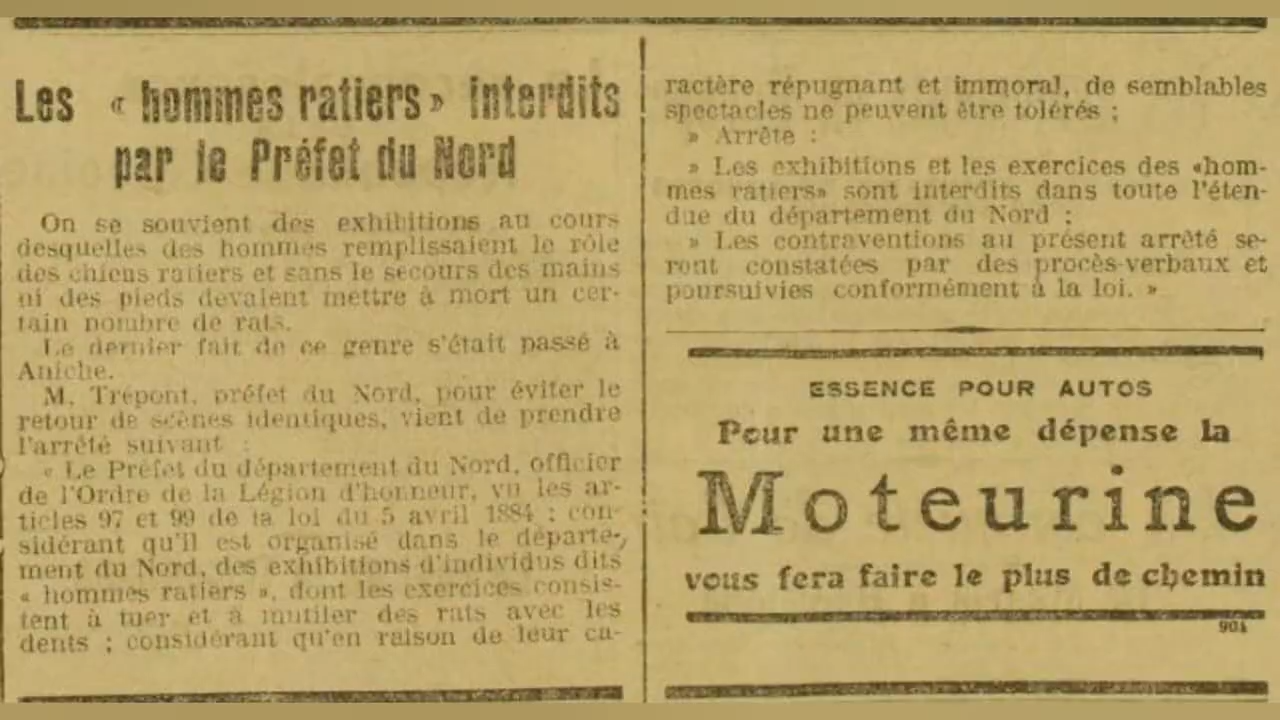 Les « hommes ratiers » interdits
par le Préfet du Nord
On se souvient des exhibitions au cours
desquelles des hommes remplissaient le rôle
des chiens ratiers et sans le secours des mains
ni des pieds devaient mettre à mort un cer-
tain nombre de rats.
Le dernier fait de ce genre s'était passé à
Aniche.
M. Trépont, préfet du Nord, pour éviter le
retour de scènes identiques, vient de prendre
l'arrêté suivant :
« Le Préfet du département du Nord, officier
de l'Ordre de la Légion d'honneur, vu les ar-
ticles 97 et 99 de la loi du 5 avril 1884 ; con-
sidérant qu'il est organisé dans le départe-
ment du Nord, des exhibitions d'individus dits
« hommes ratiers », dont les exercices consis-
tent à tuer et à mutiler des rats avec les
dents ; considérant qu'en raison de leur ca-
ractère répugnant et immoral, de semblables
spectacles ne peuvent être tolérés ;
» Arrête :
» Les exhibitions et les exercices des «hom-
mes ratiers» sont interdits dans toute l'éten-
due du département du Nord ;
» Les contraventions au présent arrêté se-
ront constatées par des procès-verbaux et
poursuivies conformément à la loi. »
ESSENCE POUR AUTOS
Pour une même dépense la
Moteurine
vous fera faire le plus de chemin
904